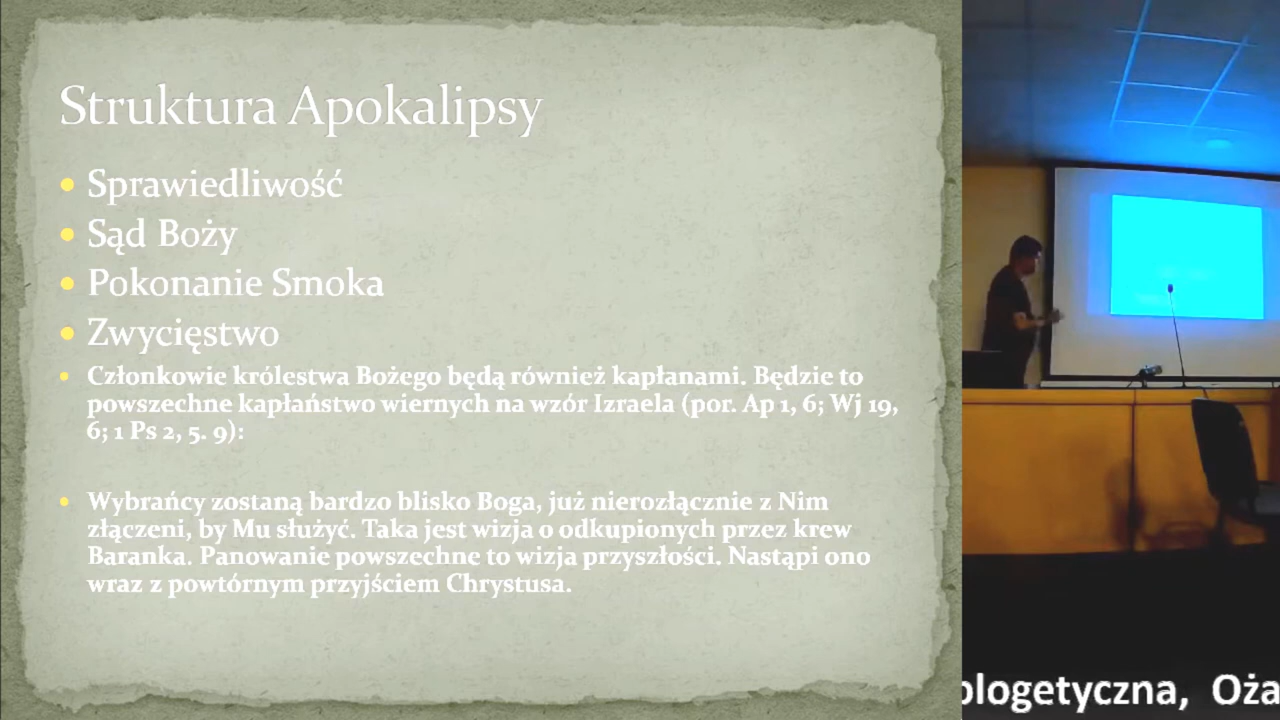 Struktura Apokalipsy
• Sprawiedliwość
• Sąd Boży
• Pokonanie Smoka
• Zwycięstwo
• Członkowie królestwa Bożego będą również kapłanami. Będzie to
powszechne kapłaństwo wiernych na wzór Izraela (por. Ap 1, 6; Wj 19,
6; 1 Ps 2, 5. 9):
• Wybrańcy zostaną bardzo blisko Boga, już nierozłącznie z Nim
złączeni, by Mu służyć. Taka jest wizja o odkupionych przez krew
Baranka. Panowanie powszechne to wizja przyszłości. Nastąpi ono
wraz z powtórnym przyjściem Chrystusa.
ologetyczna, Oża